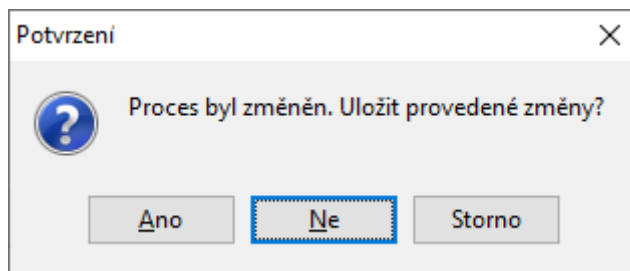 Potvrzení
Proces byl změněn. Uložit provedené změny?
Ano
Ne
Storno